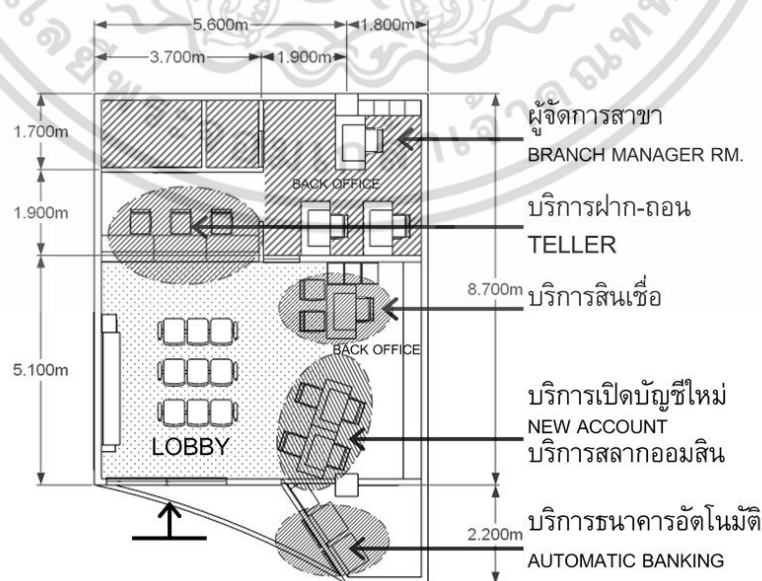 5.600m
1.800m
3.700m
1.900m
1.700m
ผู้จัดการสาขา
BRANCH MANAGER RM.
BACK OFFICE
1.900m
บริการฝาก-ถอน
TELLER
8.700m
บริการสินเชื่อ
BACK OFFICE
5.100m
บริการเปิดบัญชีใหม่
NEW ACCOUNT
LOBBY
บริการสลากออมสิน
2.200m
บริการธนาคารอัตโนมัติ
AUTOMATIC BANKING